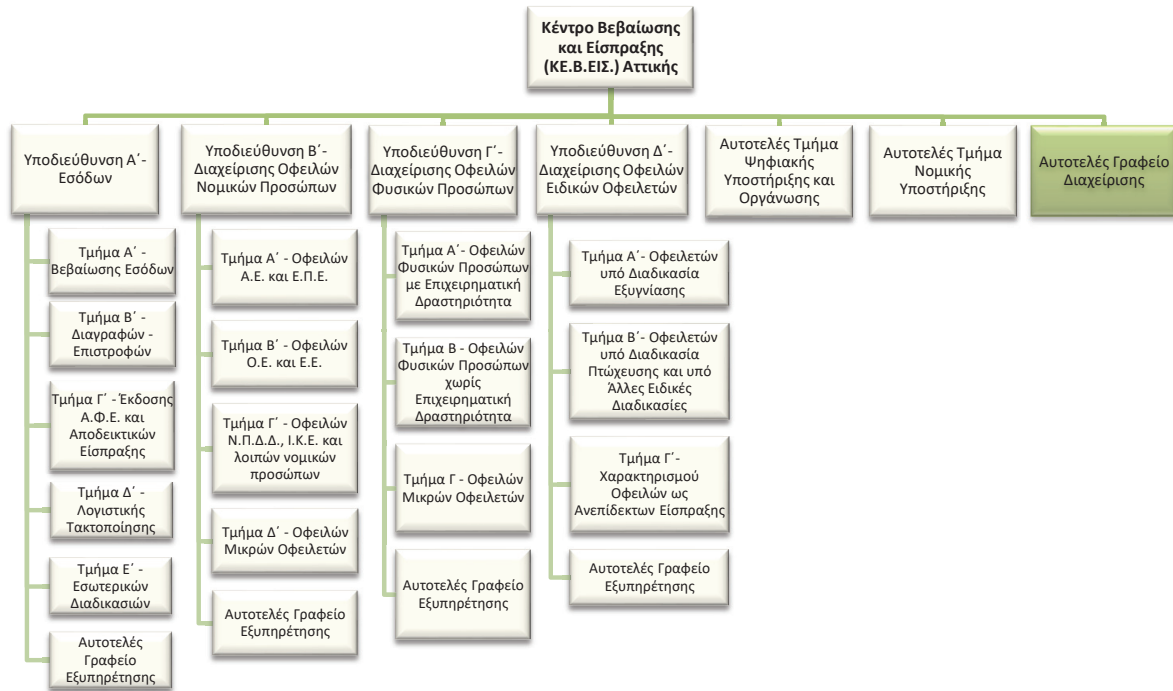 Κέντρο Βεβαίωσης
και Είσπραξης
(ΚΕ.Β.ΕΙΣ.) Αττικής
Υποδιεύθυνση Α΄-
Εσόδων
Τμήμα Α΄ -
Βεβαίωσης Εσόδων
Τμήμα Β΄ -
Διαγραφών -
Επιστροφών
Τμήμα Γ΄ - Έκδοσης
Α.Φ.Ε. και
Αποδεικτικών
Είσπραξης
Τμήμα Δ΄ -
Λογιστικής
Τακτοποίησης
Τμήμα Ε΄ -
Εσωτερικών
Διαδικασιών
Αυτοτελές
Γραφείο
Εξυπηρέτησης
Υποδιεύθυνση Β΄-
Διαχείρισης Οφειλών
Νομικών Προσώπων
Τμήμα Α΄ - Οφειλών
Α.Ε. και Ε.Π.Ε.
Τμήμα Β΄ - Οφειλών
Ο.Ε. και Ε.Ε.
Τμήμα Γ΄ - Οφειλών
Ν.Π.Δ.Δ., Ι.Κ.Ε. και
λοιπών νομικών
προσώπων
Τμήμα Δ΄ - Οφειλών
Μικρών Οφειλετών
Αυτοτελές Γραφείο
Εξυπηρέτησης
Υποδιεύθυνση Γ΄-
Διαχείρισης Οφειλών
Φυσικών Προσώπων
Τμήμα Α΄- Οφειλών
Φυσικών Προσώπων
με Επιχειρηματική
Δραστηριότητα
Τμήμα Β - Οφειλών
Φυσικών Προσώπων
χωρίς
Επιχειρηματική
Δραστηριότητα
Τμήμα Γ - Οφειλών
Μικρών Οφειλετών
Αυτοτελές Γραφείο
Εξυπηρέτησης
Υποδιεύθυνση Δ΄-
Διαχείρισης Οφειλών
Ειδικών Οφειλετών
Τμήμα Α΄- Οφειλετών
υπό Διαδικασία
Εξυγίανσης
Τμήμα Β΄- Οφειλετών
υπό Διαδικασία
Πτώχευσης και υπό
Άλλες Ειδικές
Διαδικασίες
Τμήμα Γ΄-
Χαρακτηρισμού
Οφειλών ως
Ανεπίδεκτων Είσπραξης
Αυτοτελές Γραφείο
Εξυπηρέτησης
Αυτοτελές Τμήμα
Ψηφιακής
Υποστήριξης και
Οργάνωσης
Αυτοτελές Τμήμα
Νομικής
Υποστήριξης
Αυτοτελές Γραφείο
Διαχείρισης